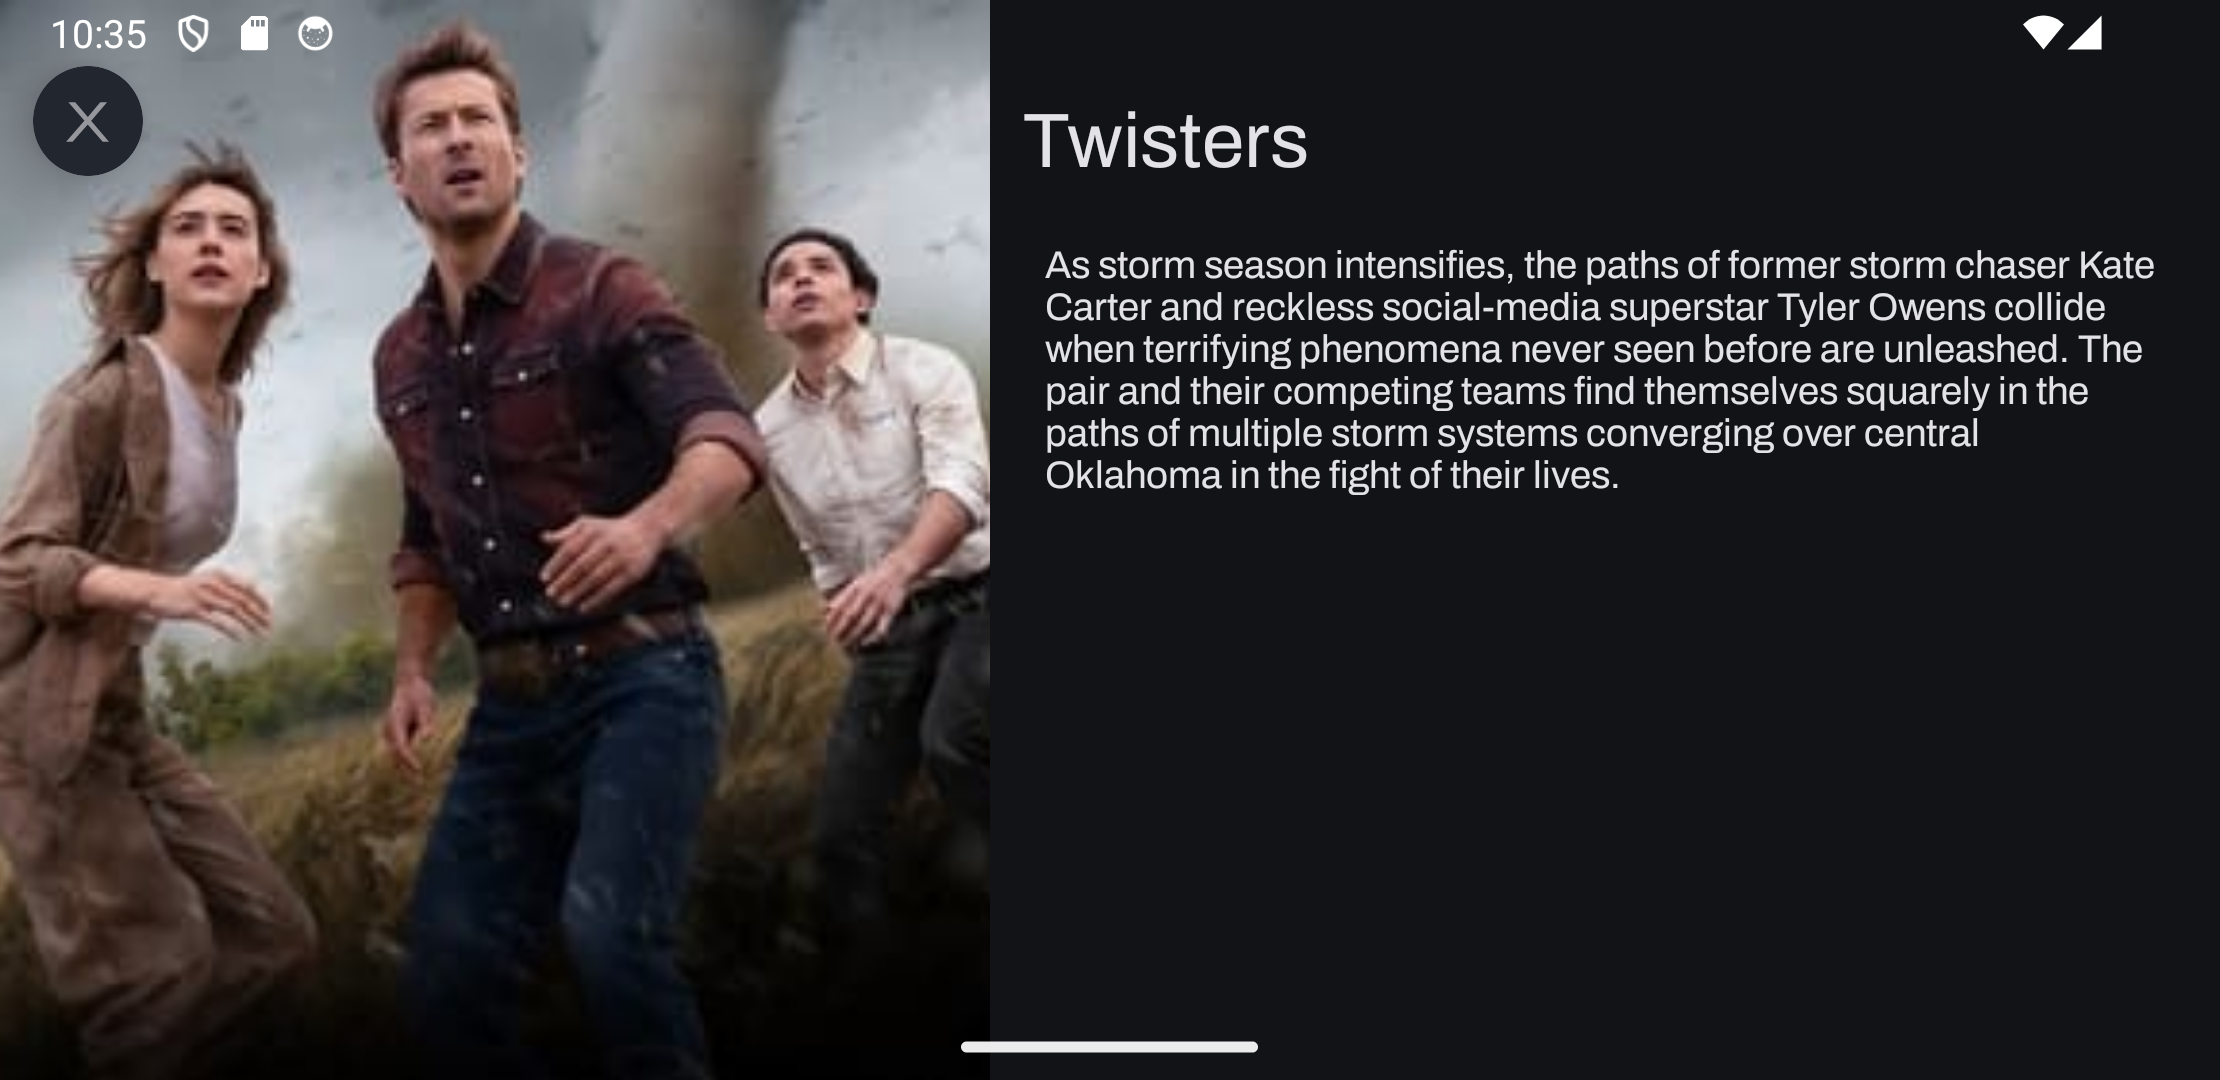 10:35
Twisters
As storm season intensifies, the paths of former storm chaser Kate
Carter and reckless social-media superstar Tyler Owens collide
when terrifying phenomena never seen before are unleashed. The
pair and their competing teams find themselves squarely in the
paths of multiple storm systems converging over central
Oklahoma in the fight of their lives.